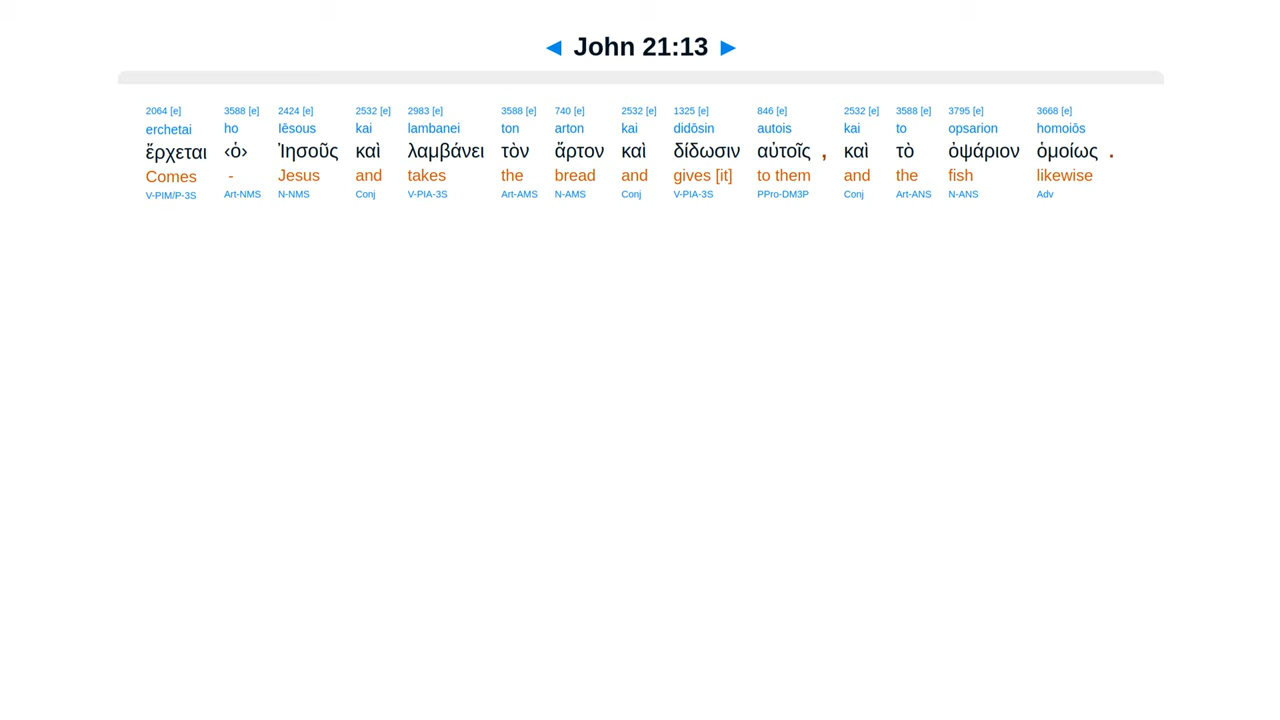 ◄ John 21:13 ►
2064 [e] 3588 [e] 2424 [e] 2532 [e] 2983 [e] 3588 [e] 740 [e] 2532 [e] 1325 [e] 846 [e] 2532 [e] 3588 [e] 3795 [e] 3668 [e]
erchetai ho Iēsous kai lambanei ton arton kai didōsin autois kai to opsarion homoiōs
ἔρχεται ‹ὁ› Ἰησοῦς καὶ λαμβάνει τὸν ἄρτον καὶ δίδωσιν αὐτοῖς , καὶ τὸ ὀψάριον ὁμοίως .
Comes - Jesus and takes the bread and gives [it] to them and the fish likewise
V-PIM/P-3S Art-NMS N-NMS Conj V-PIA-3S Art-AMS N-AMS Conj V-PIA-3S PPro-DM3P Conj Art-ANS N-ANS Adv